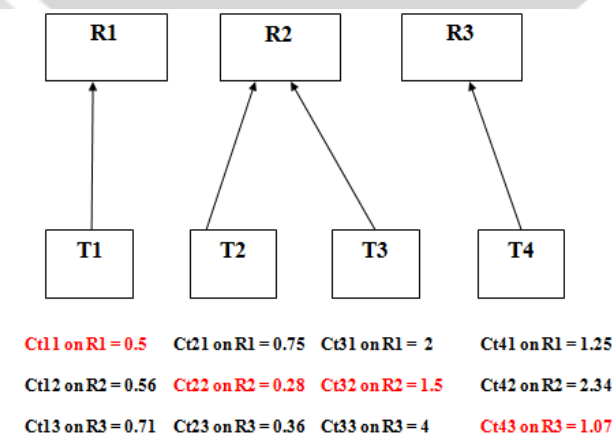 R1 R2 R3
T1 T2 T3 T4
Ct11 on R1 = 0.5 Ct21 on R1 = 0.75 Ct31 on R1 = 2 Ct41 on R1 = 1.25
Ct12 on R2 = 0.56 Ct22 on R2 = 0.28 Ct32 on R2 = 1.5 Ct42 on R2 = 2.34
Ct13 on R3 = 0.71 Ct23 on R3 = 0.36 Ct33 on R3 = 4 Ct43 on R3 = 1.07